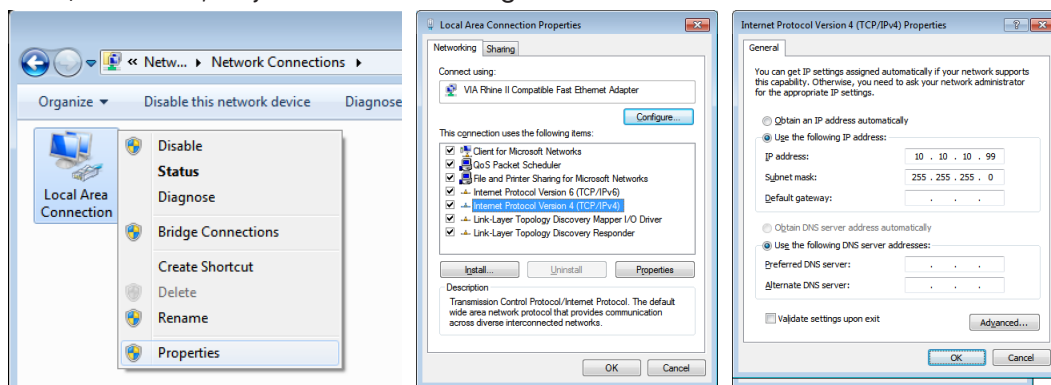 « Netw... ▸ Network Connections ▸
Organize ▾ Disable this network device Diagnose
Local Area
Connection
Disable
Status
Diagnose
Bridge Connections
Create Shortcut
Delete
Rename
Properties
Local Area Connection Properties
Networking Sharing
Connect using:
VIA Rhine II Compatible Fast Ethernet Adapter
Configure...
This connection uses the following items:
Client for Microsoft Networks
QoS Packet Scheduler
File and Printer Sharing for Microsoft Networks
Internet Protocol Version 6 (TCP/IPv6)
Internet Protocol Version 4 (TCP/IPv4)
Link-Layer Topology Discovery Mapper I/O Driver
Link-Layer Topology Discovery Responder
Install... Uninstall Properties
Description
Transmission Control Protocol/Internet Protocol. The default
wide area network protocol that provides communication
across diverse interconnected networks.
OK Cancel
Internet Protocol Version 4 (TCP/IPv4) Properties
General
You can get IP settings assigned automatically if your network supports
this capability. Otherwise, you need to ask your network administrator
for the appropriate IP settings.
Obtain an IP address automatically
Use the following IP address:
IP address: 10 . 10 . 10 . 99
Subnet mask: 255 . 255 . 255 . 0
Default gateway: . . .
Obtain DNS server address automatically
Use the following DNS server addresses:
Preferred DNS server: . . .
Alternate DNS server: . . .
Validate settings upon exit
Advanced...
OK Cancel